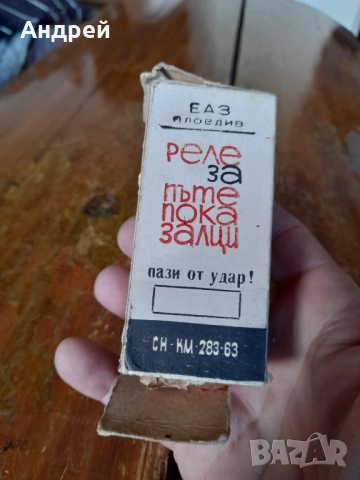 Андрей
ЕАЗ
ПЛОВДИВ
РЕЛЕ
ЗА
ПЪТЕ
ПОКА
ЗАЛЦИ
пази от удар!
СН-КМ-283-63
BAZAR